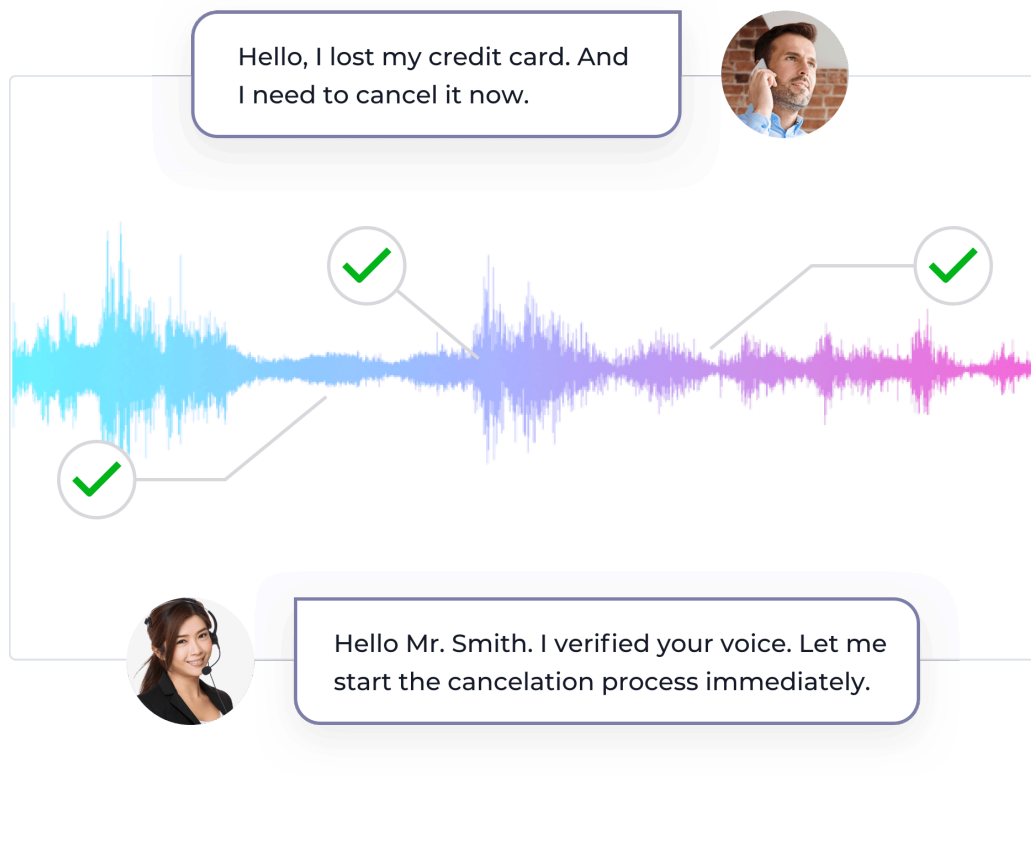 Hello, I lost my credit card. And
I need to cancel it now.
Hello Mr. Smith. I verified your voice. Let me
start the cancelation process immediately.